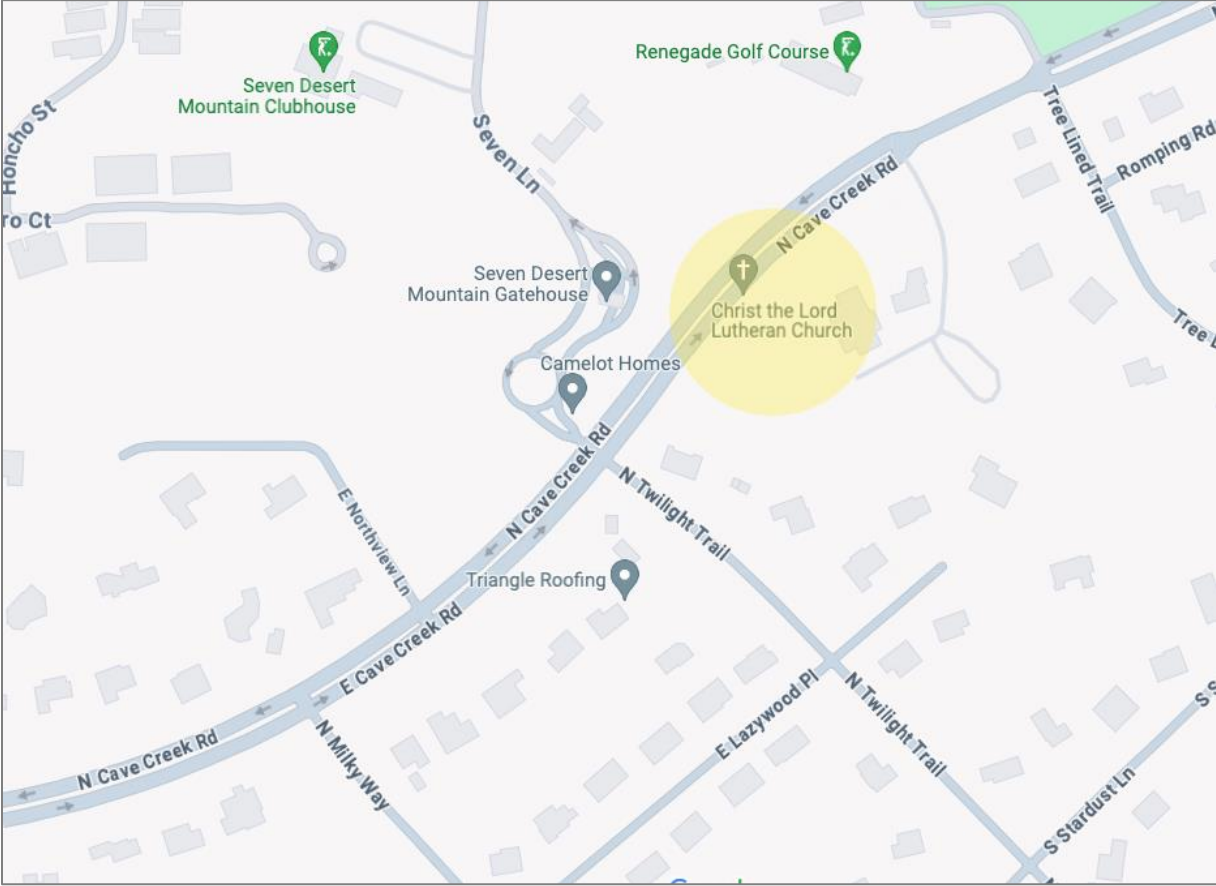 Renegade Golf Course
Seven Desert
Mountain Clubhouse
Honcho St
Seven Ln
Tree Lined Trail
Romping Rd
ro Ct
N Cave Creek Rd
Seven Desert
Mountain Gatehouse
Christ the Lord
Lutheran Church
Tree L
Camelot Homes
N Cave Creek Rd
N Twilight Trail
E Northview Ln
Triangle Roofing
E Cave Creek Rd
N Cave Creek Rd
N Milky Way
E Lazywood Pl
N Twilight Trail
S S
S Stardust Ln